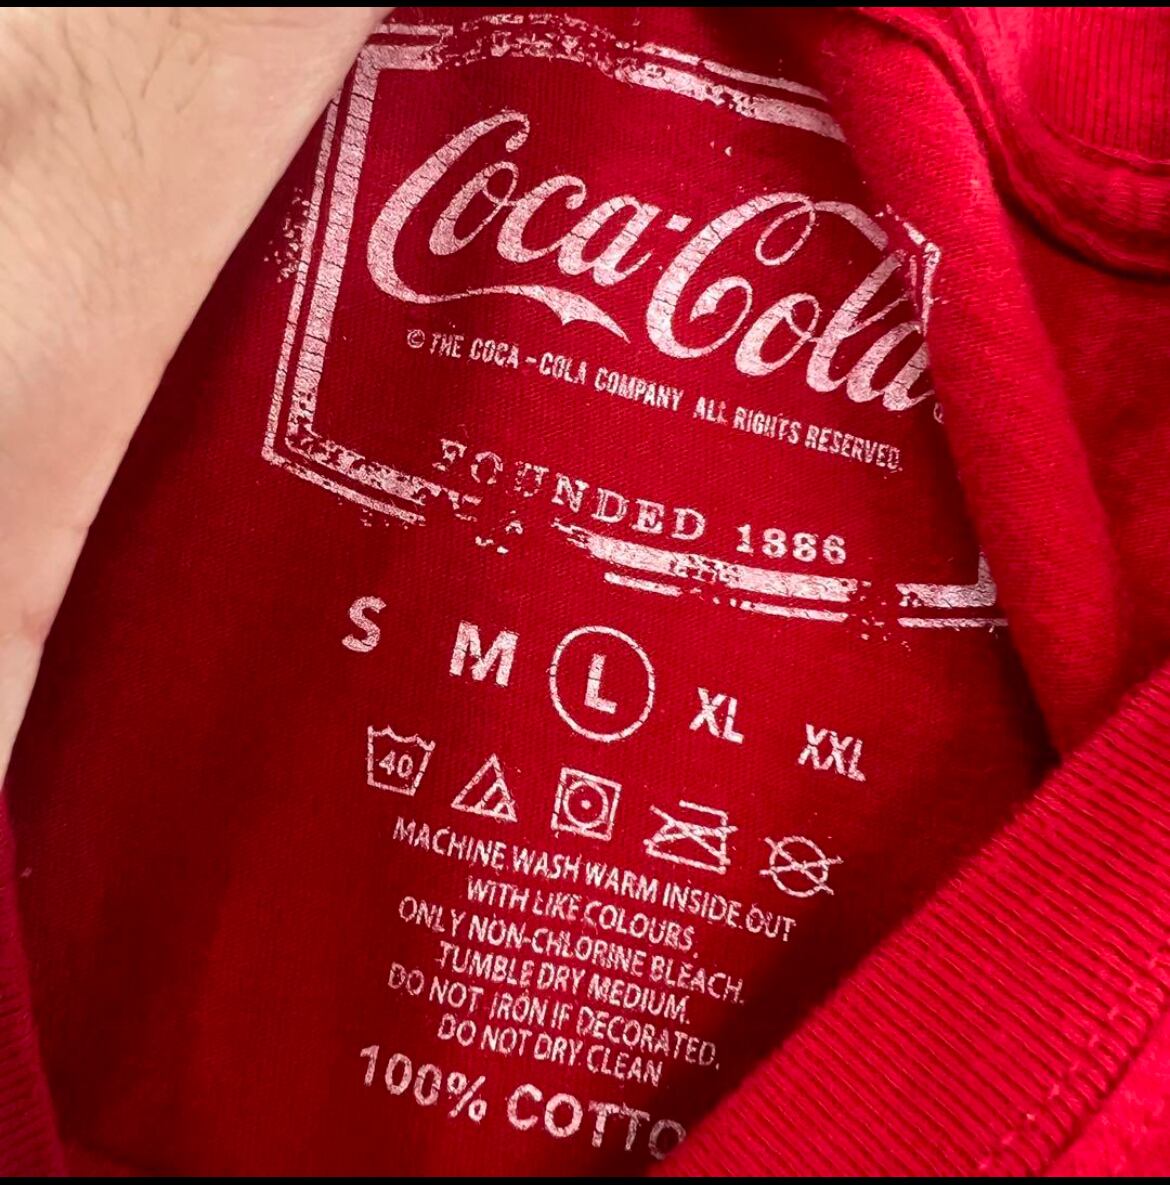 Coca-Cola
© THE COCA-COLA COMPANY ALL RIGHTS RESERVED.
FOUNDED 1886
S M L XL XXL
40
MACHINE WASH WARM INSIDE OUT
WITH LIKE COLOURS.
ONLY NON-CHLORINE BLEACH.
TUMBLE DRY MEDIUM.
DO NOT IRON IF DECORATED.
DO NOT DRY CLEAN
100% COTTO